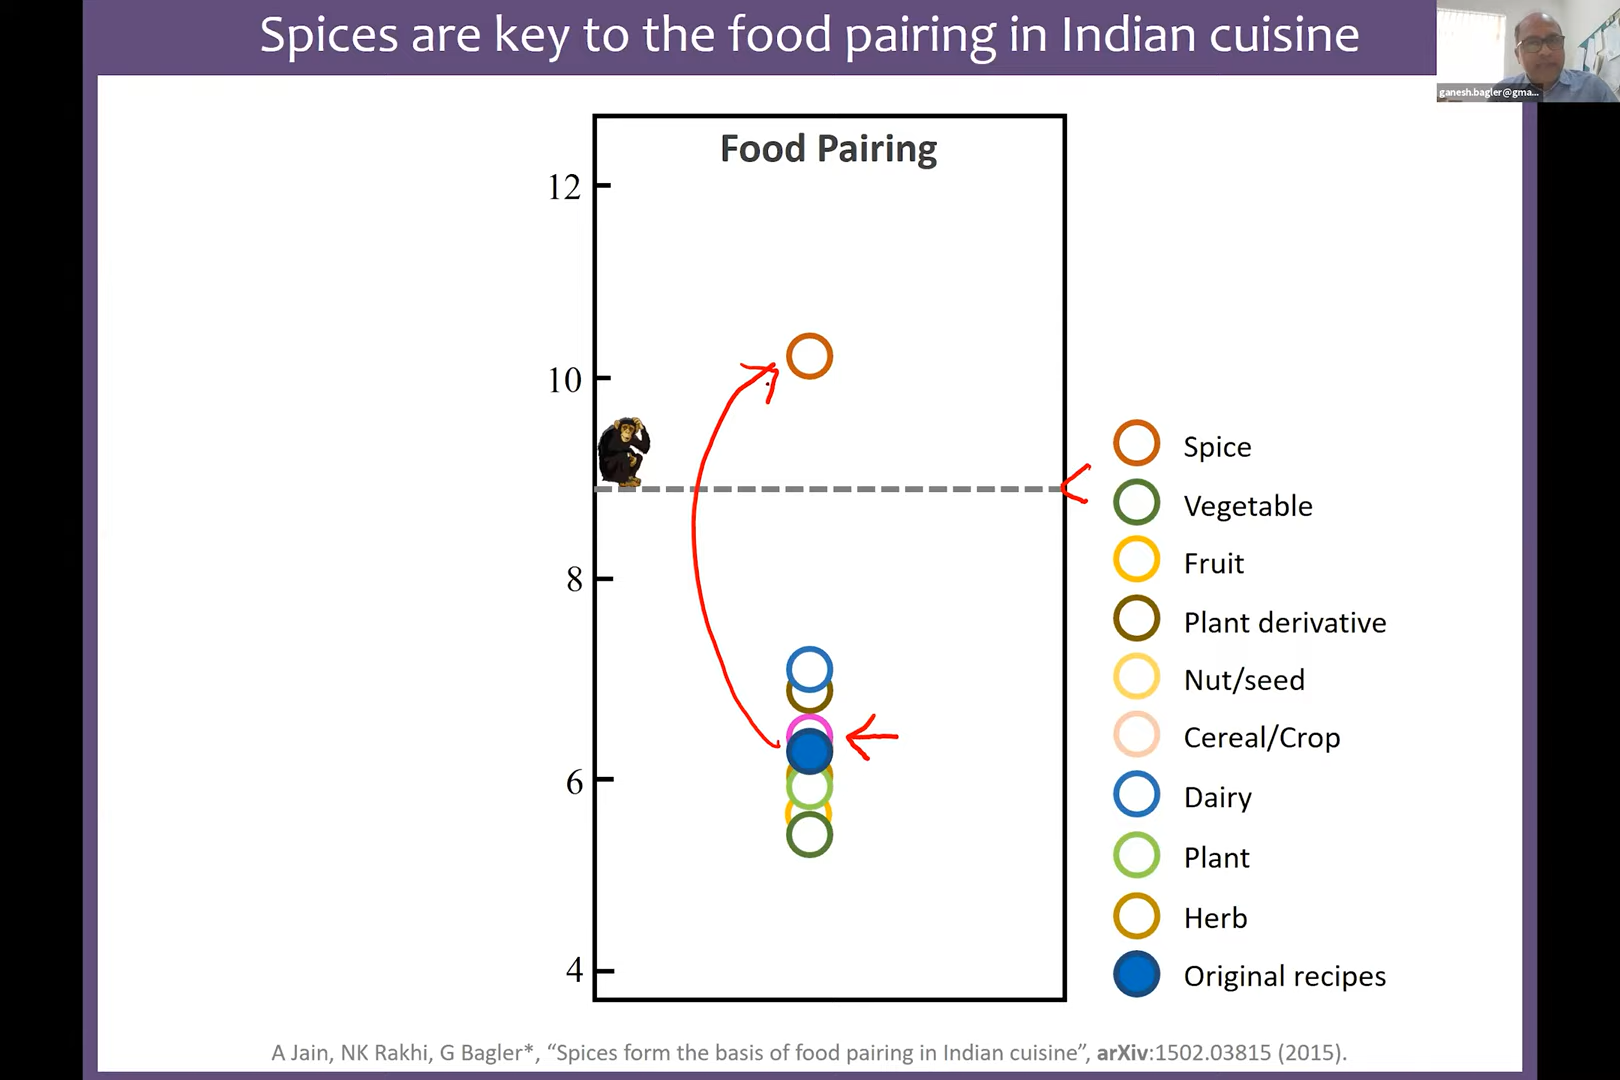 Spices are key to the food pairing in Indian cuisine
ganesh.bagler@gma...
Food Pairing
12
10
8
6
4
Spice
Vegetable
Fruit
Plant derivative
Nut/seed
Cereal/Crop
Dairy
Plant
Herb
Original recipes
A Jain, NK Rakhi, G Bagler*, “Spices form the basis of food pairing in Indian cuisine”, arXiv:1502.03815 (2015).